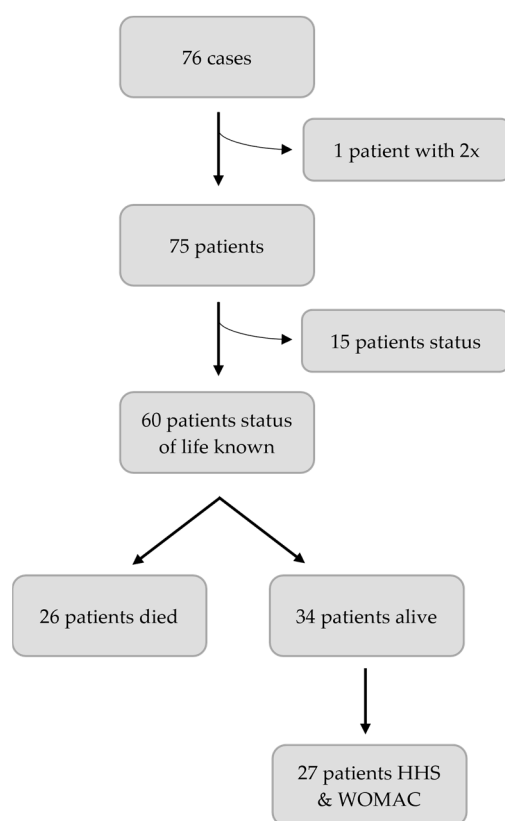 76 cases
1 patient with 2x
75 patients
15 patients status
60 patients status
of life known
26 patients died
34 patients alive
27 patients HHS
& WOMAC